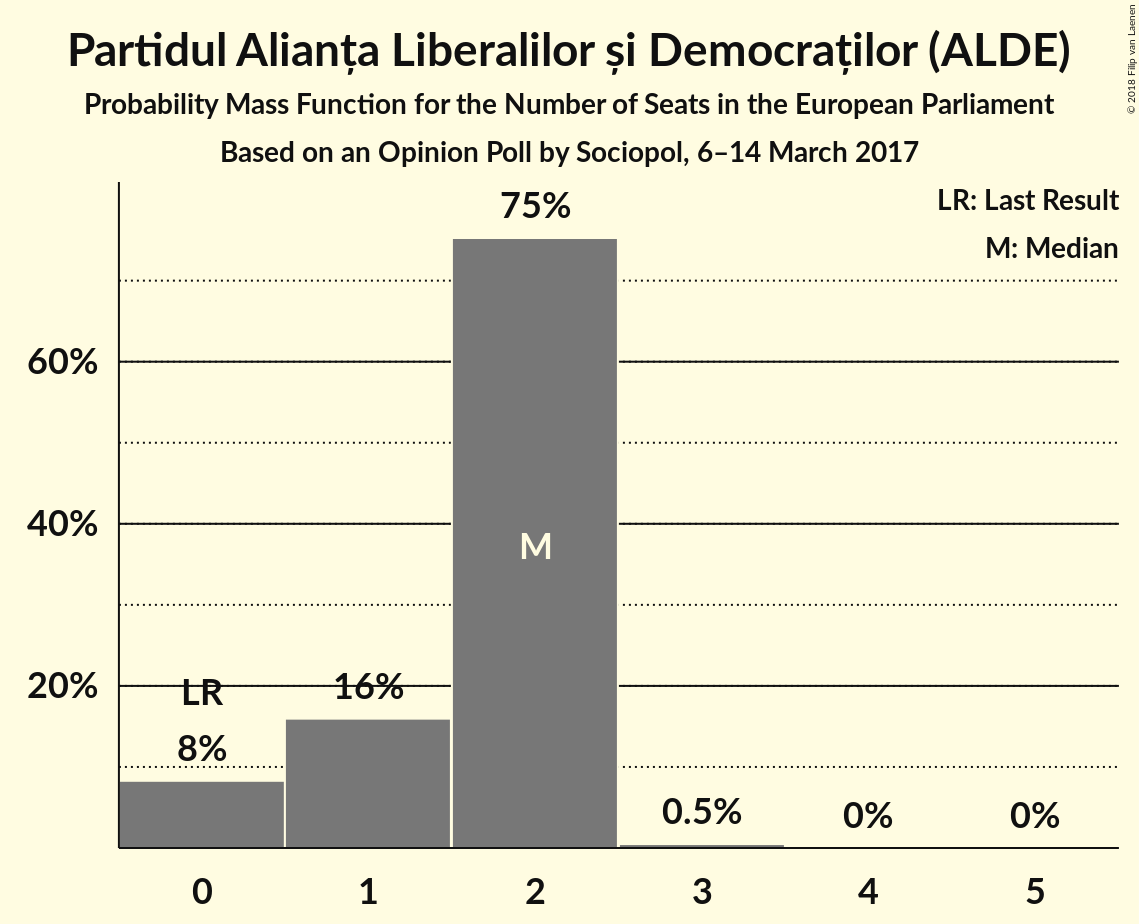 Partidul Alianța Liberalilor și Democraților (ALDE)
Probability Mass Function for the Number of Seats in the European Parliament
Based on an Opinion Poll by Sociopol, 6–14 March 2017
© 2018 Filip van Laenen
LR: Last Result
M: Median
75%
60%
40%
M
20%
LR
16%
8%
0.5%
0%
0%
0
1
2
3
4
5